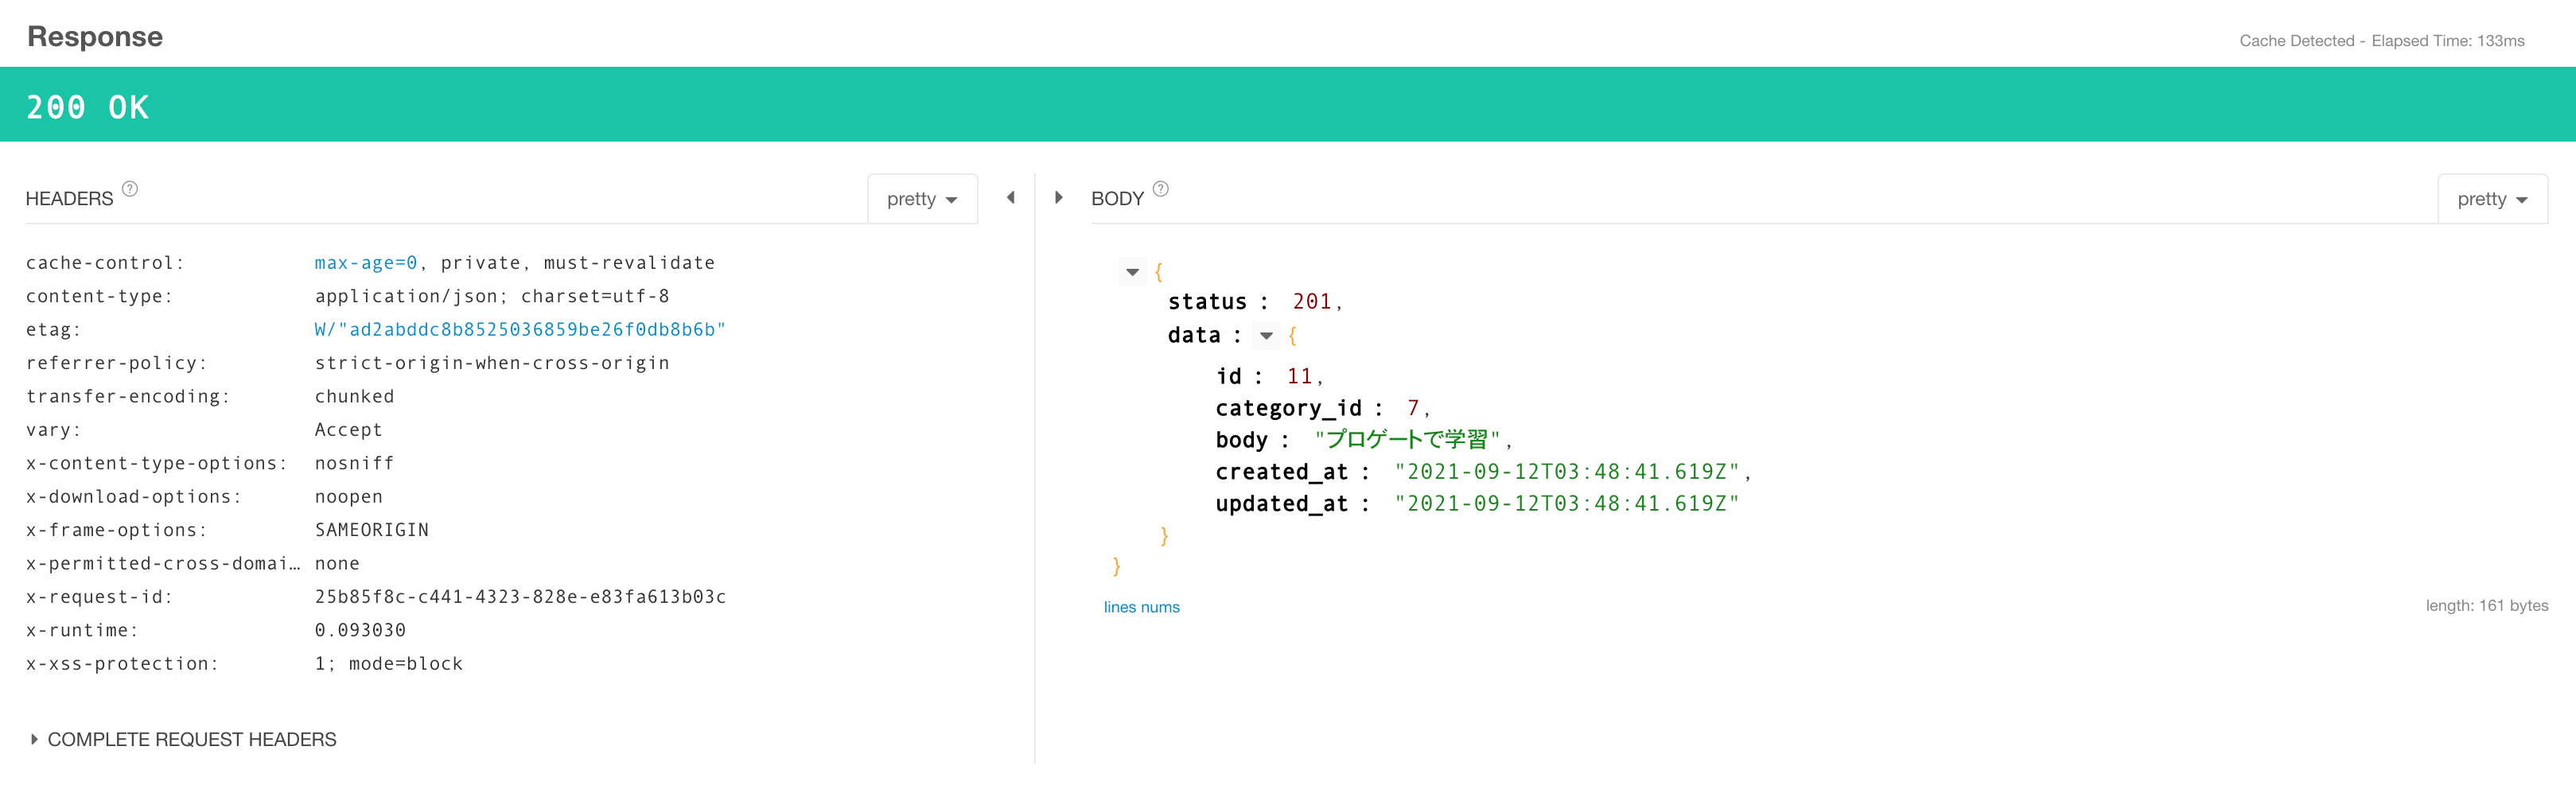 Response
Cache Detected - Elapsed Time: 133ms
200 OK
HEADERS ?
pretty
cache-control: max-age=0, private, must-revalidate
content-type: application/json; charset=utf-8
etag: W/"ad2abddc8b8525036859be26f0db8b6b"
referrer-policy: strict-origin-when-cross-origin
transfer-encoding: chunked
vary: Accept
x-content-type-options: nosniff
x-download-options: noopen
x-frame-options: SAMEORIGIN
x-permitted-cross-domai… none
x-request-id: 25b85f8c-c441-4323-828e-e83fa613b03c
x-runtime: 0.093030
x-xss-protection: 1; mode=block
COMPLETE REQUEST HEADERS
BODY ?
pretty
{
status : 201,
data : {
id : 11,
category_id : 7,
body : "プロゲートで学習",
created_at : "2021-09-12T03:48:41.619Z",
updated_at : "2021-09-12T03:48:41.619Z"
}
}
lines nums
length: 161 bytes